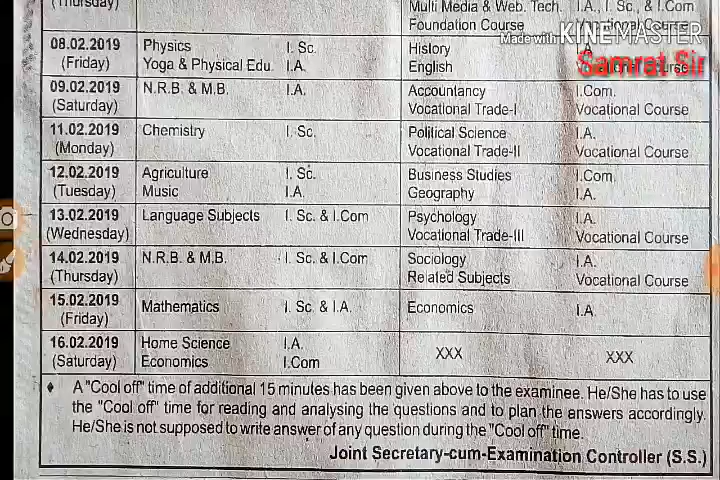 (Thursday) Multi Media & Web. Tech. I.A., I. Sc. & I.Com
Foundation Course Vocational Course
Made with KINEMASTER
08.02.2019 Physics I. Sc. History I.A.
(Friday) Yoga & Physical Edu. I.A. English Vocational Course
Samrat Sir
09.02.2019 N.R.B. & M.B. I.A. Accountancy I.Com.
(Saturday) Vocational Trade-I Vocational Course
11.02.2019 Chemistry I. Sc. Political Science I.A.
(Monday) Vocational Trade-II Vocational Course
12.02.2019 Agriculture I. Sc. Business Studies I.Com.
(Tuesday) Music I.A. Geography I.A.
13.02.2019 Language Subjects I. Sc & I.Com Psychology I.A.
(Wednesday) Vocational Trade-III Vocational Course
14.02.2019 N.R.B. & M.B. I. Sc & I.Com Sociology I.A.
(Thursday) Related Subjects Vocational Course
15.02.2019 Mathematics I. Sc & I.A. Economics I.A.
(Friday)
16.02.2019 Home Science I.A. XXX XXX
(Saturday) Economics I.Com
♦ A "Cool off" time of additional 15 minutes has been given above to the examinee. He/She has to use
the "Cool off" time for reading and analysing the questions and to plan the answers accordingly.
He/She is not supposed to write answer of any question during the "Cool off" time.
Joint Secretary-cum-Examination Controller (S.S.)